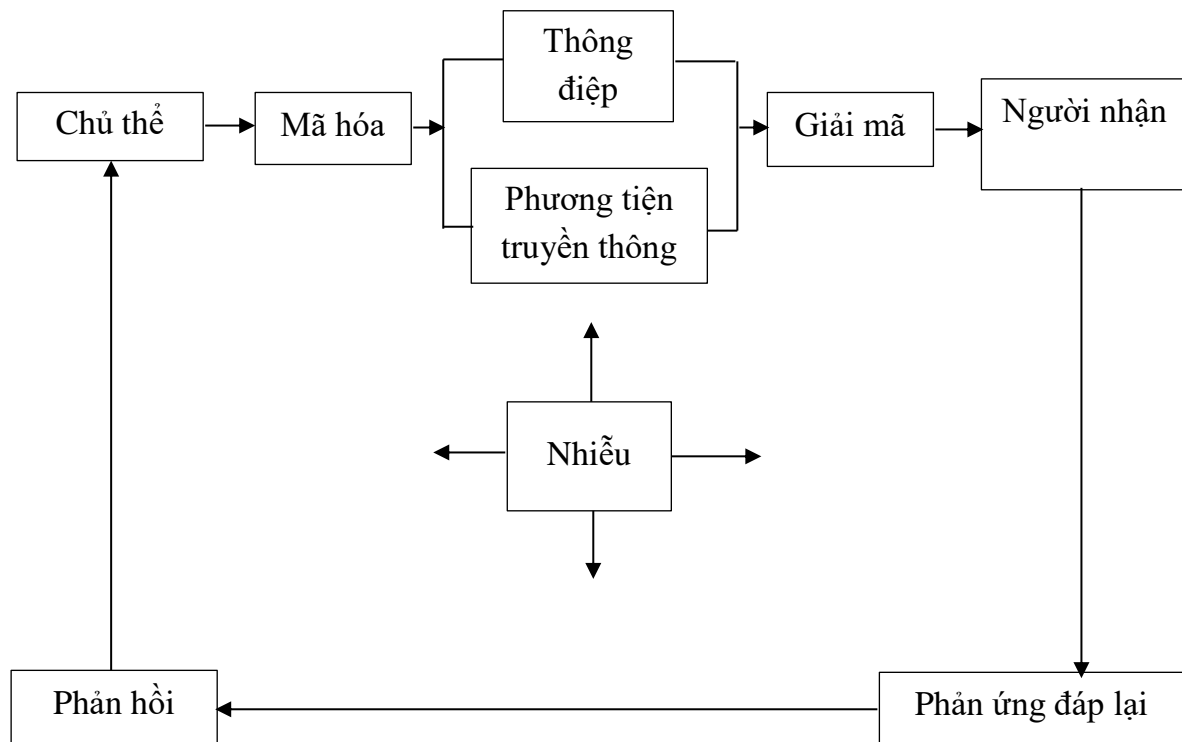 Thông
điệp
Chủ thể
Mã hóa
Giải mã
Người nhận
Phương tiện
truyền thông
Nhiễu
Phản hồi
Phản ứng đáp lại